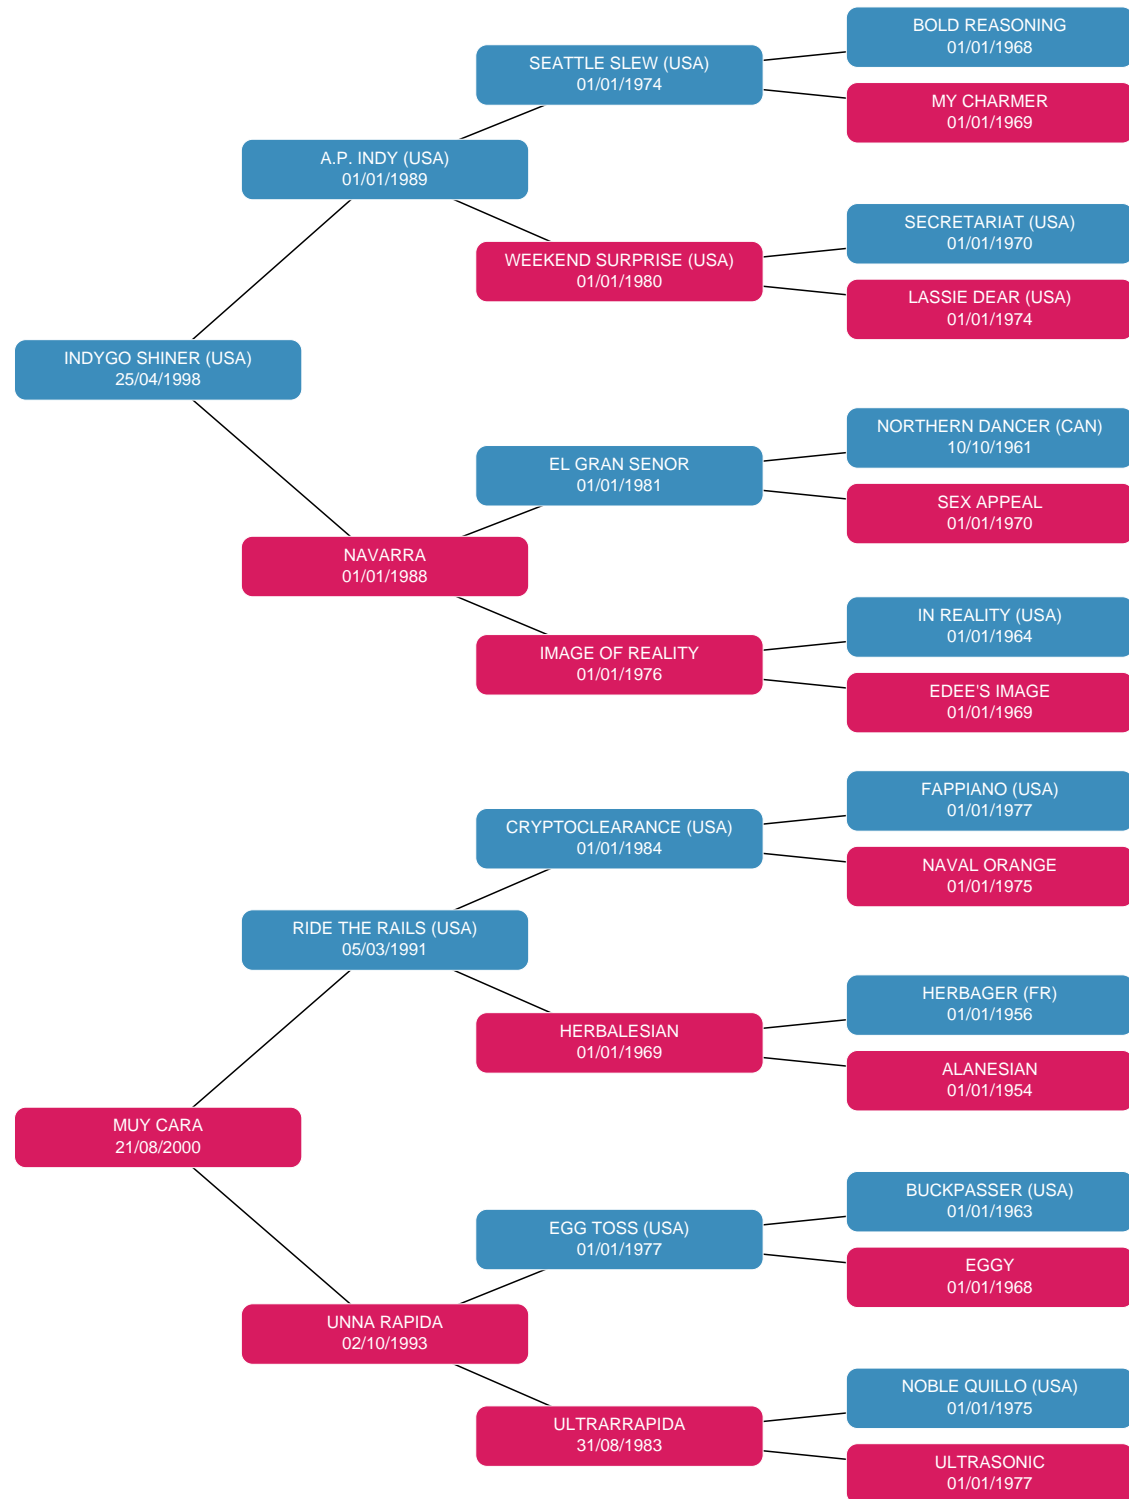 BOLD REASONING
01/01/1968
SEATTLE SLEW (USA)
01/01/1974
MY CHARMER
01/01/1969
A.P. INDY (USA)
01/01/1989
SECRETARIAT (USA)
01/01/1970
WEEKEND SURPRISE (USA)
01/01/1980
LASSIE DEAR (USA)
01/01/1974
INDYGO SHINER (USA)
25/04/1998
NORTHERN DANCER (CAN)
10/10/1961
EL GRAN SENOR
01/01/1981
SEX APPEAL
01/01/1970
NAVARRA
01/01/1988
IN REALITY (USA)
01/01/1964
IMAGE OF REALITY
01/01/1976
EDEE'S IMAGE
01/01/1969
FAPPIANO (USA)
01/01/1977
CRYPTOCLEARANCE (USA)
01/01/1984
NAVAL ORANGE
01/01/1975
RIDE THE RAILS (USA)
05/03/1991
HERBAGER (FR)
01/01/1956
HERBALESIAN
01/01/1969
ALANESIAN
01/01/1954
MUY CARA
21/08/2000
BUCKPASSER (USA)
01/01/1963
EGG TOSS (USA)
01/01/1977
EGGY
01/01/1968
UNNA RAPIDA
02/10/1993
NOBLE QUILLO (USA)
01/01/1975
ULTRARRAPIDA
31/08/1983
ULTRASONIC
01/01/1977